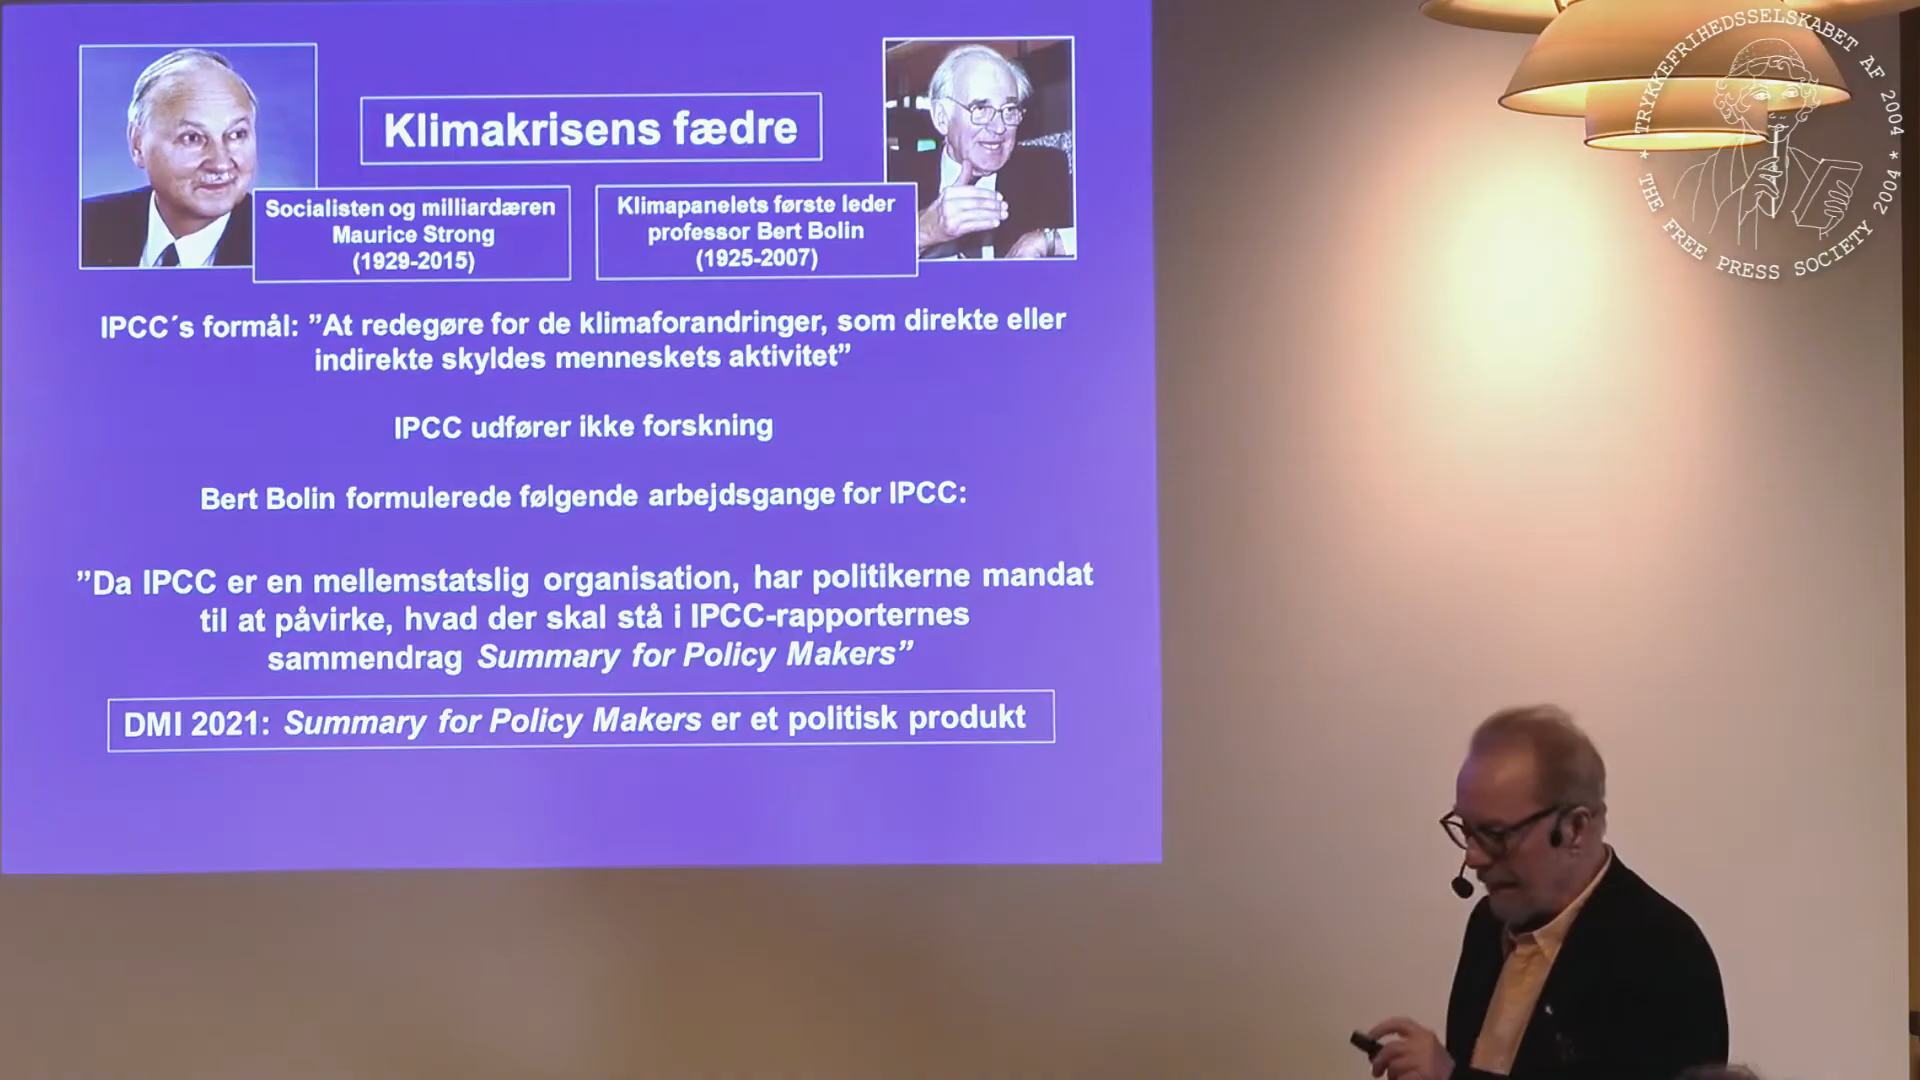 Klimakrisens fædre
Socialisten og milliardæren
Maurice Strong
(1929-2015)
Klimapanelets første leder
professor Bert Bolin
(1925-2007)
IPCC´s formål: ”At redegøre for de klimaforandringer, som direkte eller
indirekte skyldes menneskets aktivitet”
IPCC udfører ikke forskning
Bert Bolin formulerede følgende arbejdsgange for IPCC:
”Da IPCC er en mellemstatslig organisation, har politikerne mandat
til at påvirke, hvad der skal stå i IPCC-rapporternes
sammendrag Summary for Policy Makers”
DMI 2021: Summary for Policy Makers er et politisk produkt
* TRYKKEFRIHEDSSELSKABET AF 2004 *
THE FREE PRESS SOCIETY 2004